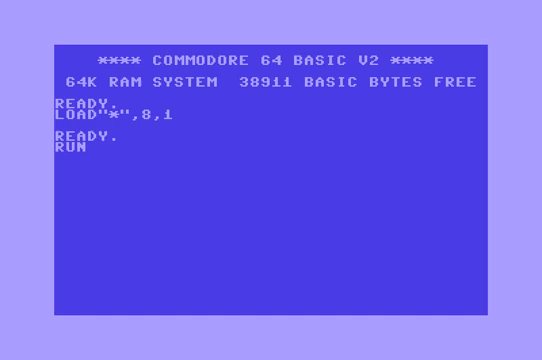 **** COMMODORE 64 BASIC V2 ****
64K RAM SYSTEM  38911 BASIC BYTES FREE
READY.
LOAD"*",8,1
READY.
RUN